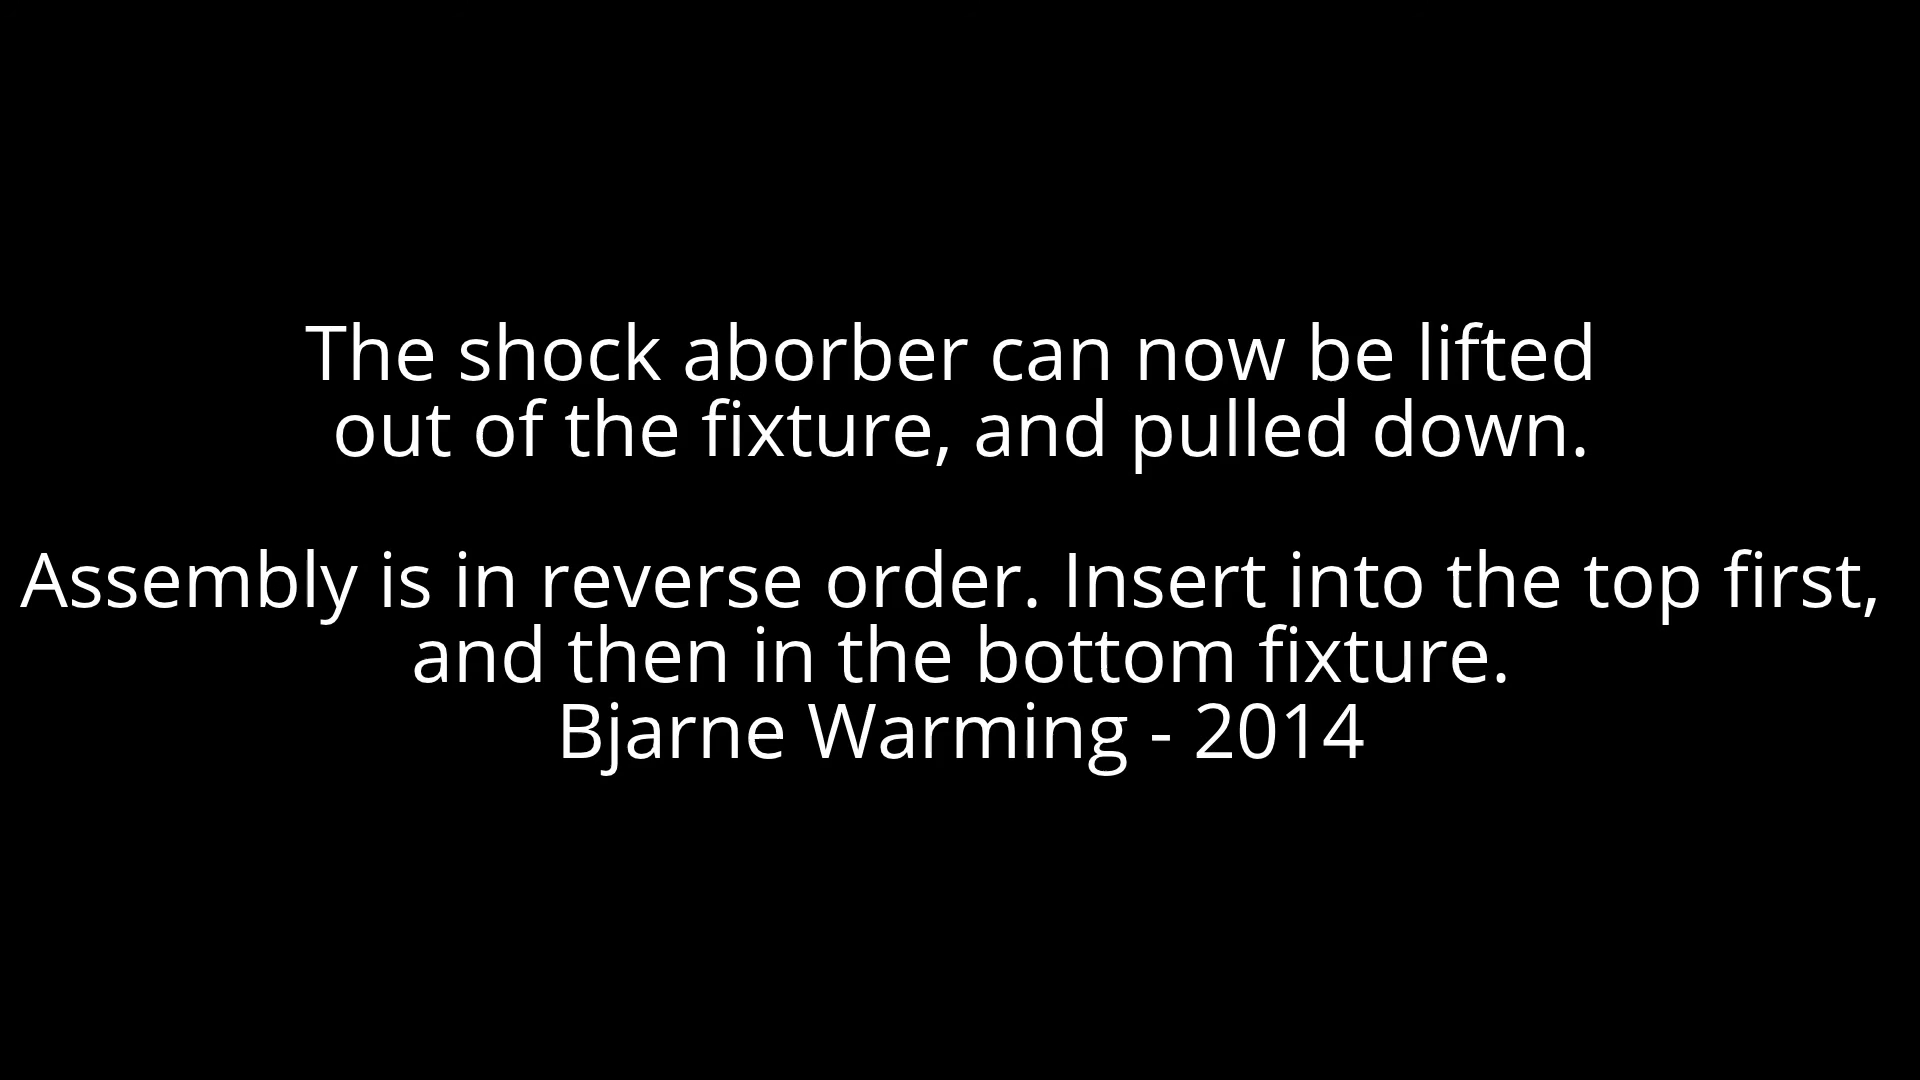 The shock aborber can now be lifted
out of the fixture, and pulled down.
Assembly is in reverse order. Insert into the top first,
and then in the bottom fixture.
Bjarne Warming - 2014